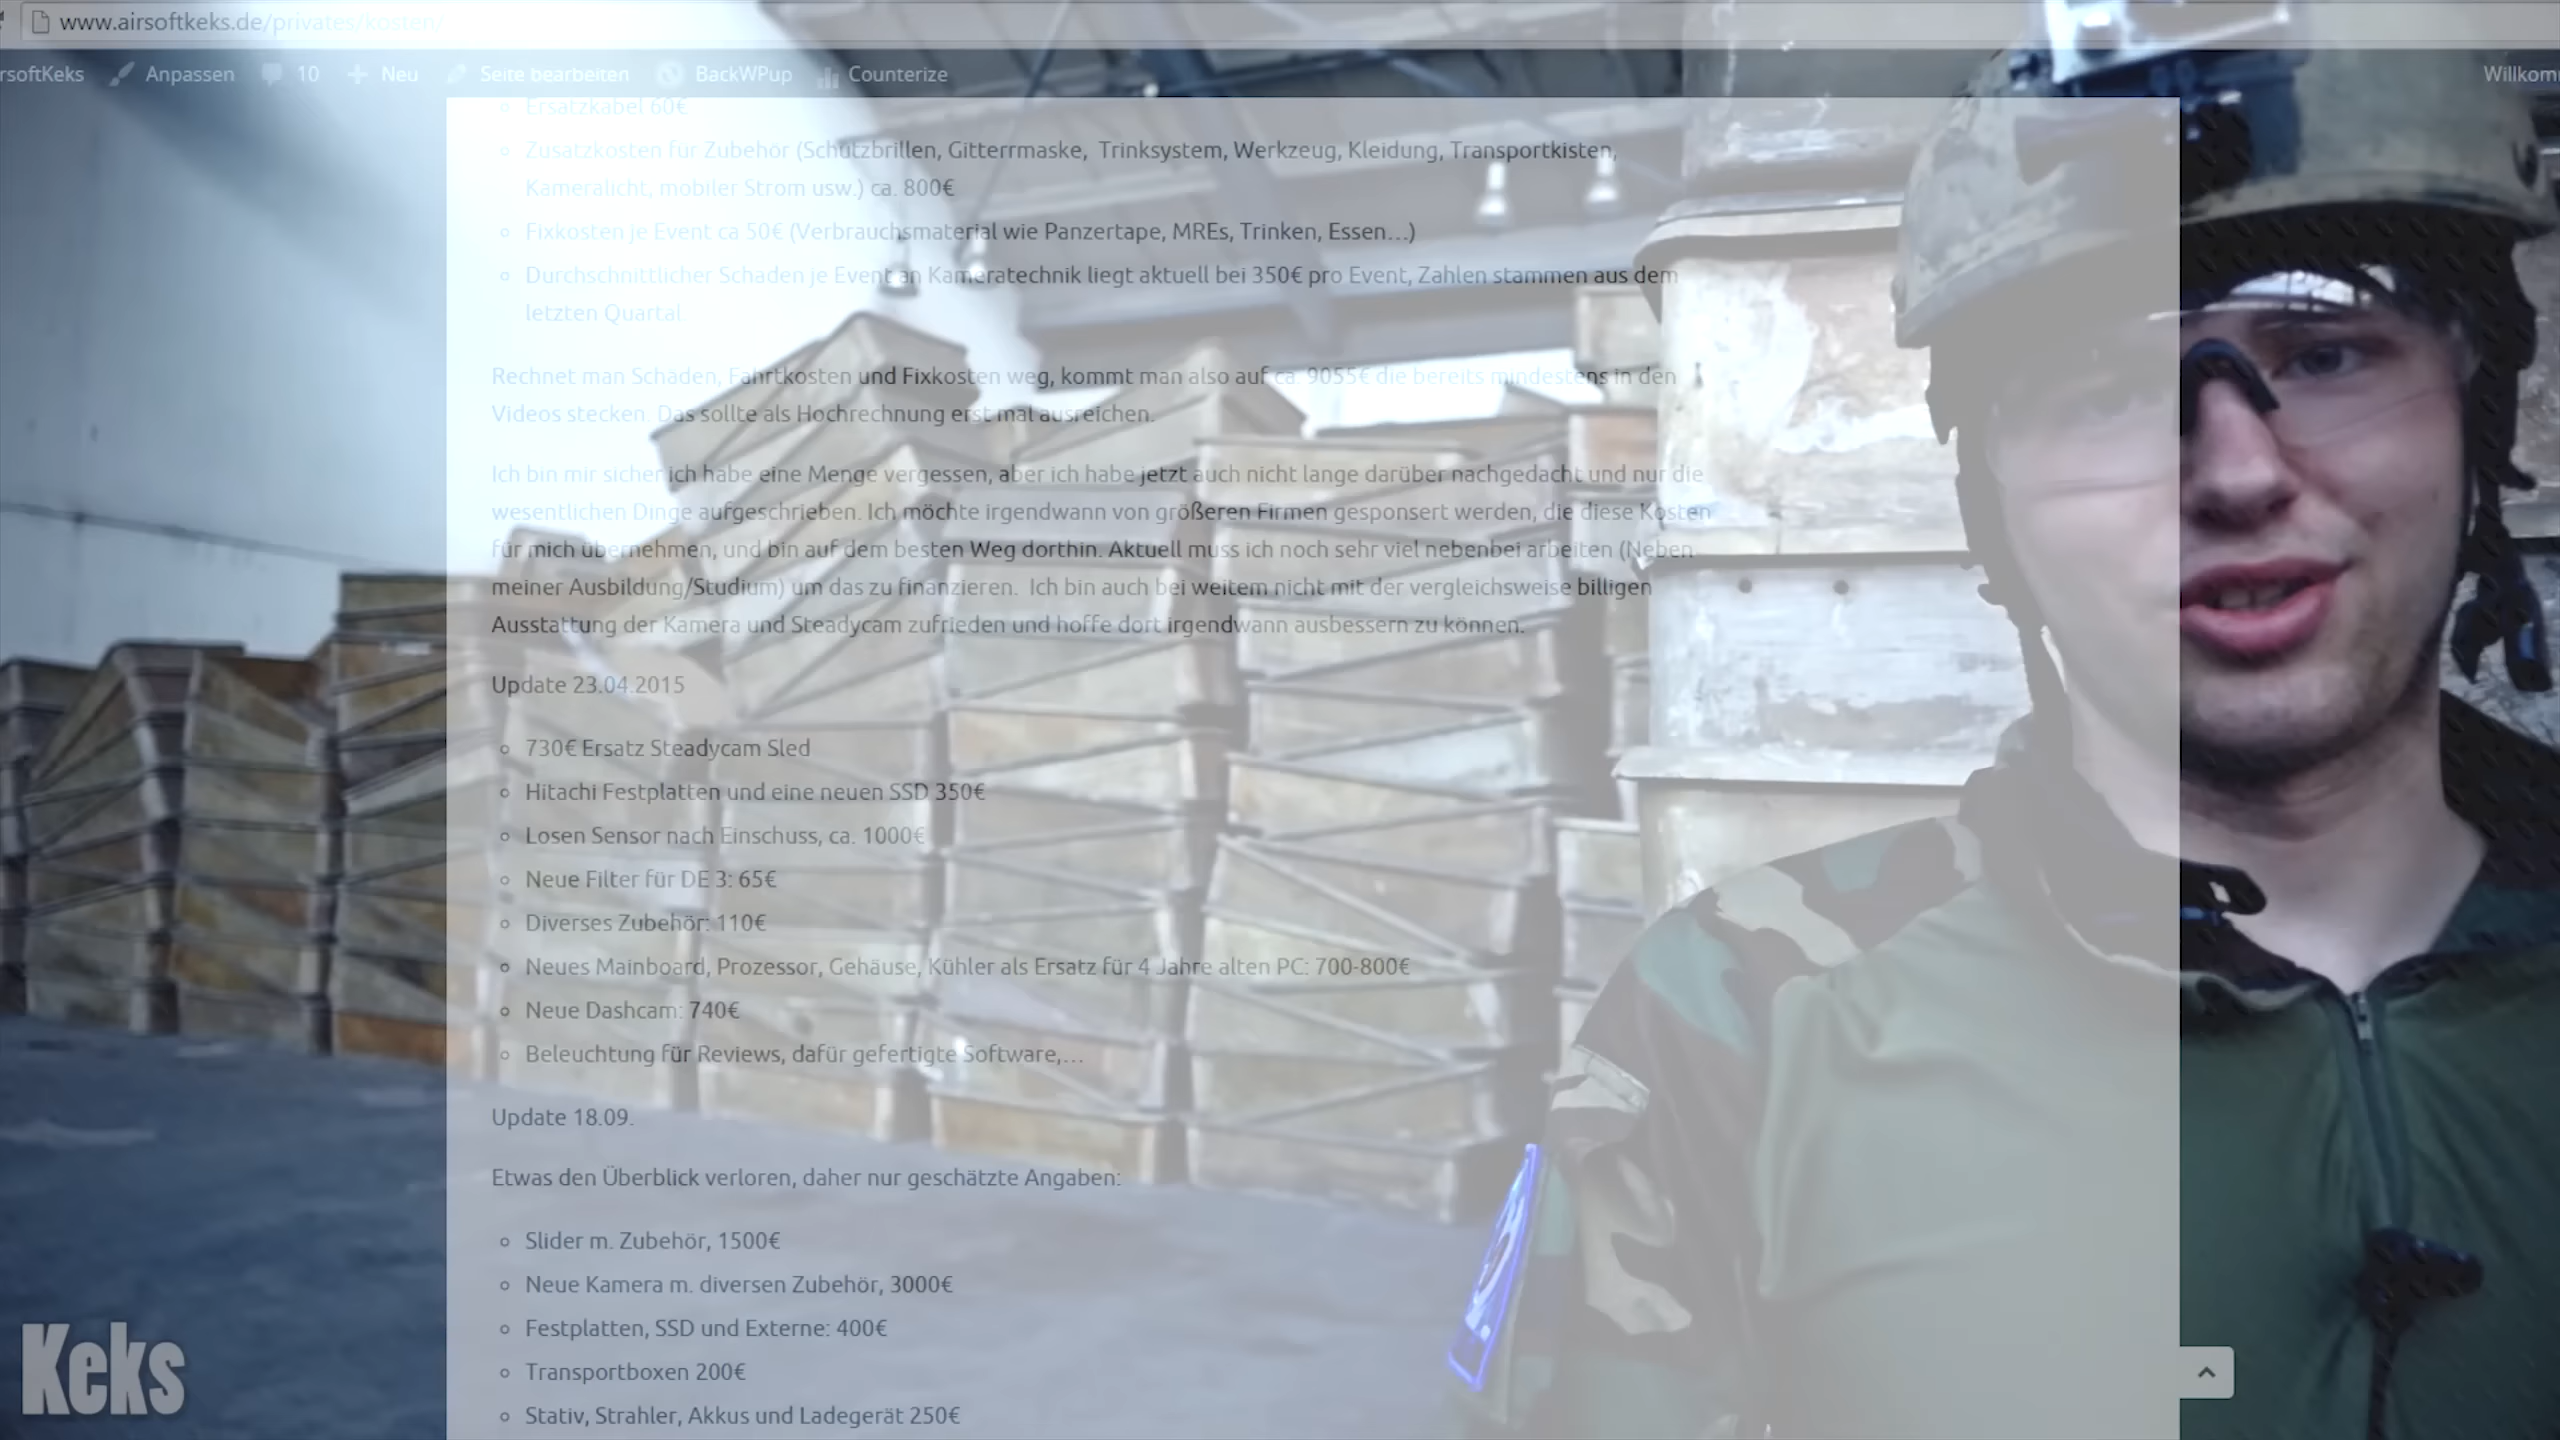 www.airsoftkeks.de/privates/kosten/
rsoftKeks Anpassen 10 Neu Seite bearbeiten BackWPup Counterize Willkom
Ersatzkabel 60€
Zusatzkosten für Zubehör (Schutzbrillen, Gitterrmaske, Trinksystem, Werkzeug, Kleidung, Transportkisten,
Kameralicht, mobiler Strom usw.) ca. 800€
Fixkosten je Event ca 50€ (Verbrauchsmaterial wie Panzertape, MREs, Trinken, Essen…)
Durchschnittlicher Schaden je Event an Kameratechnik liegt aktuell bei 350€ pro Event, Zahlen stammen aus dem
letzten Quartal.
Rechnet man Schäden, Fahrtkosten und Fixkosten weg, kommt man also auf ca. 9055€ die bereits mindestens in den
Videos stecken. Das sollte als Hochrechnung erst mal ausreichen.
Ich bin mir sicher ich habe eine Menge vergessen, aber ich habe jetzt auch nicht lange darüber nachgedacht und nur die
wesentlichen Dinge aufgeschrieben. Ich möchte irgendwann von größeren Firmen gesponsert werden, die diese Kosten
für mich übernehmen, und bin auf dem besten Weg dorthin. Aktuell muss ich noch sehr viel nebenbei arbeiten (Neben
meiner Ausbildung/Studium) um das zu finanzieren. Ich bin auch bei weitem nicht mit der vergleichsweise billigen
Ausstattung der Kamera und Steadycam zufrieden und hoffe dort irgendwann ausbessern zu können.
Update 23.04.2015
730€ Ersatz Steadycam Sled
Hitachi Festplatten und eine neuen SSD 350€
Losen Sensor nach Einschuss, ca. 1000€
Neue Filter für DE 3: 65€
Diverses Zubehör: 110€
Neues Mainboard, Prozessor, Gehäuse, Kühler als Ersatz für 4 Jahre alten PC: 700-800€
Neue Dashcam: 740€
Beleuchtung für Reviews, dafür gefertigte Software,…
Update 18.09.
Etwas den Überblick verloren, daher nur geschätzte Angaben:
Slider m. Zubehör, 1500€
Neue Kamera m. diversen Zubehör, 3000€
Festplatten, SSD und Externe: 400€
Transportboxen 200€
Stativ, Strahler, Akkus und Ladegerät 250€
Keks